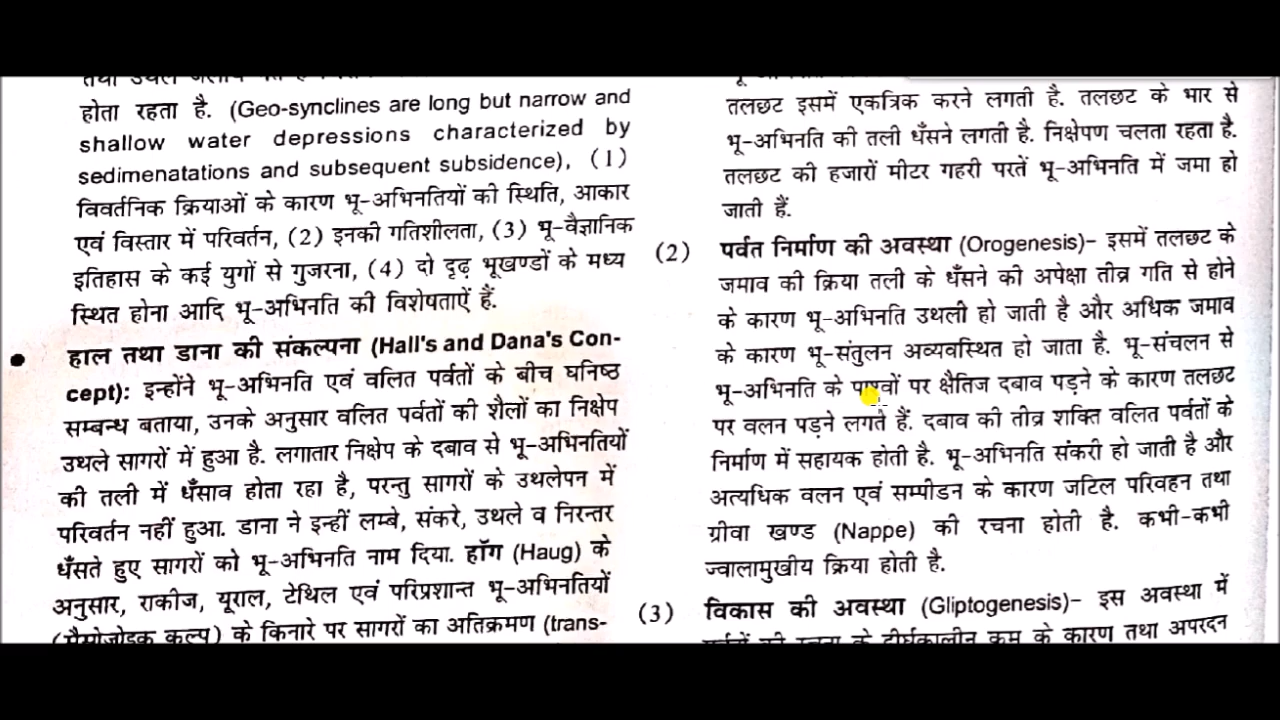 होता रहता है. (Geo-synclines are long but narrow and
shallow water depressions characterized by
sedimenatations and subsequent subsidence), (1)
विवर्तनिक क्रियाओं के कारण भू-अभिनतियों की स्थिति, आकार
एवं विस्तार में परिवर्तन, (2) इनकी गतिशीलता, (3) भू-वैज्ञानिक
इतिहास के कई युगों से गुजरना, (4) दो दृढ़ भूखण्डों के मध्य
स्थित होना आदि भू-अभिनति की विशेषताऐं हैं.
● हाल तथा डाना की संकल्पना (Hall's and Dana's Con-
cept): इन्होंने भू-अभिनति एवं वलित पर्वतों के बीच घनिष्ठ
सम्बन्ध बताया, उनके अनुसार वलित पर्वतों की शैलों का निक्षेप
उथले सागरों में हुआ है. लगातार निक्षेप के दबाव से भू-अभिनतियों
की तली में धँसाव होता रहा है, परन्तु सागरों के उथलेपन में
परिवर्तन नहीं हुआ. डाना ने इन्हीं लम्बे, संकरे, उथले व निरन्तर
धँसते हुए सागरों को भू-अभिनति नाम दिया. हॉग (Haug) के
अनुसार, राकीज, यूराल, टेथिल एवं परिप्रशान्त भू-अभिनतियों
के किनारे पर सागरों का अतिक्रमण (trans-
तलछट इसमें एकत्रिक करने लगती है. तलछट के भार से
भू-अभिनति की तली धँसने लगती है. निक्षेपण चलता रहता है.
तलछट की हजारों मीटर गहरी परतें भू-अभिनति में जमा हो
जाती हैं.
(2) पर्वत निर्माण की अवस्था (Orogenesis)- इसमें तलछट के
जमाव की क्रिया तली के धँसने की अपेक्षा तीव्र गति से होने
के कारण भू-अभिनति उथली हो जाती है और अधिक जमाव
के कारण भू-संतुलन अव्यवस्थित हो जाता है. भू-संचलन से
भू-अभिनति के पर क्षैतिज दबाव पड़ने के कारण तलछट
पर वलन पड़ने लगते हैं. दबाव की तीव्र शक्ति वलित पर्वतों के
निर्माण में सहायक होती है. भू-अभिनति संकरी हो जाती है और
अत्यधिक वलन एवं सम्पीडन के कारण जटिल परिवहन तथा
ग्रीवा खण्ड (Nappe) की रचना होती है. कभी-कभी
ज्वालामुखीय क्रिया होती है.
(3) विकास की अवस्था (Gliptogenesis)- इस अवस्था में
के दीर्घकालीन क्रम के कारण तथा अपरदन